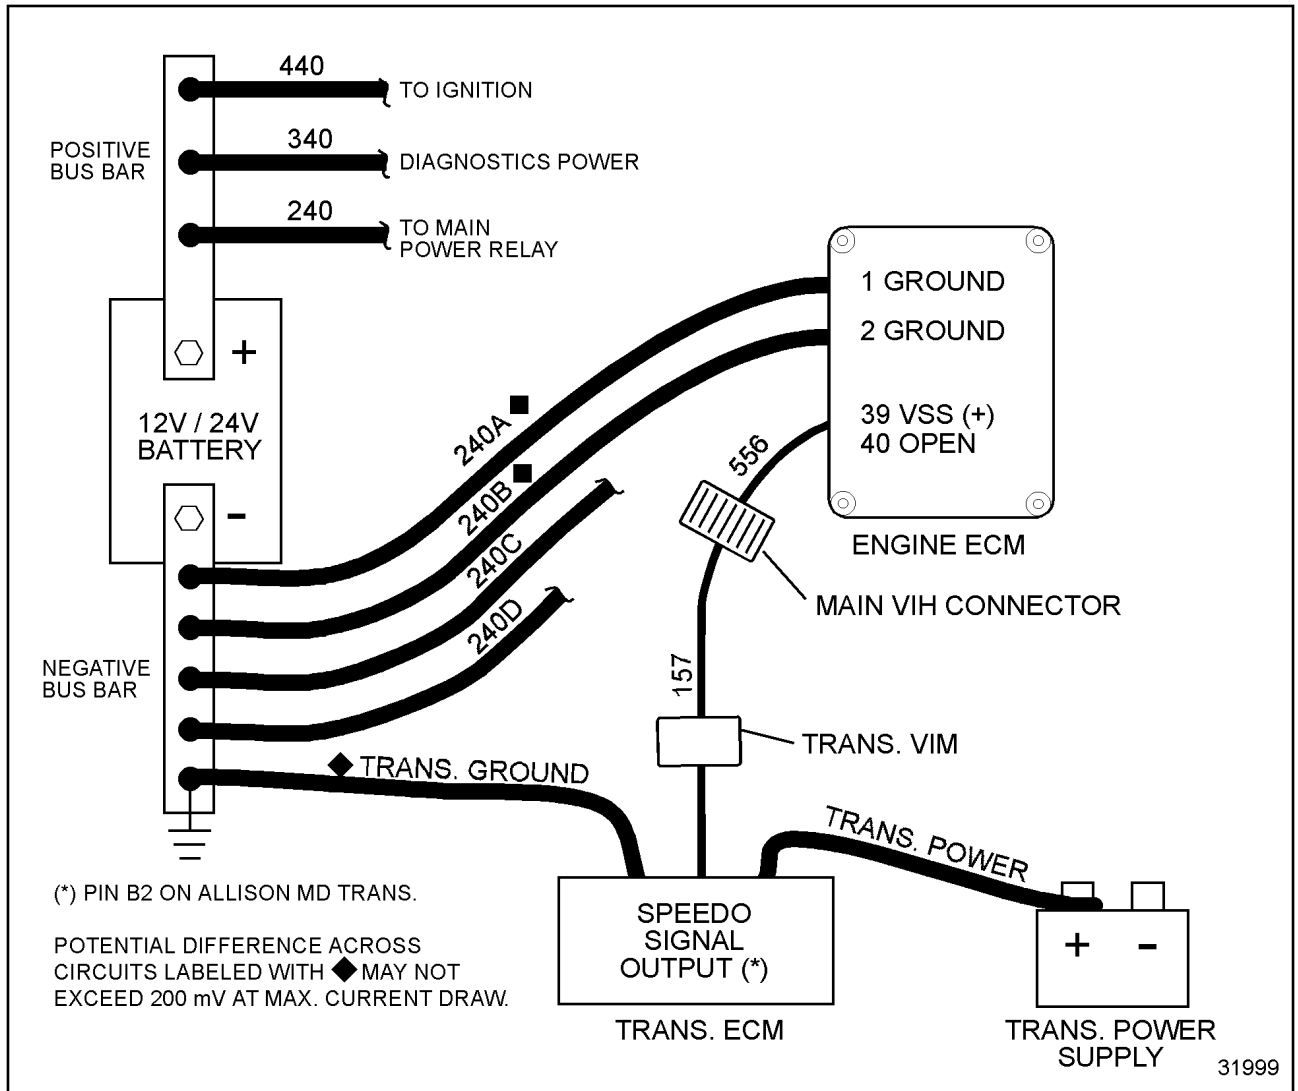 440
TO IGNITION
340
DIAGNOSTICS POWER
POSITIVE
BUS BAR
240
TO MAIN
POWER RELAY
+
12V / 24V
BATTERY
-
1 GROUND
2 GROUND
39 VSS (+)
40 OPEN
ENGINE ECM
240A
240B
240C
240D
556
MAIN VIH CONNECTOR
157
NEGATIVE
BUS BAR
TRANS. VIM
TRANS. GROUND
TRANS. POWER
(*) PIN B2 ON ALLISON MD TRANS.
POTENTIAL DIFFERENCE ACROSS
CIRCUITS LABELED WITH ◆ MAY NOT
EXCEED 200 mV AT MAX. CURRENT DRAW.
SPEEDO
SIGNAL
OUTPUT (*)
TRANS. ECM
+ -
TRANS. POWER
SUPPLY
31999